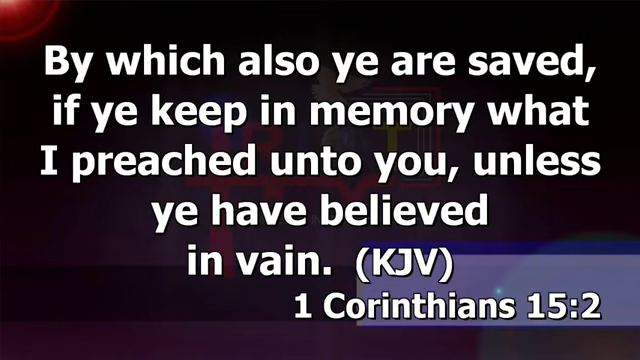 By which also ye are saved,
if ye keep in memory what
I preached unto you, unless
ye have believed
in vain. (KJV)
1 Corinthians 15:2